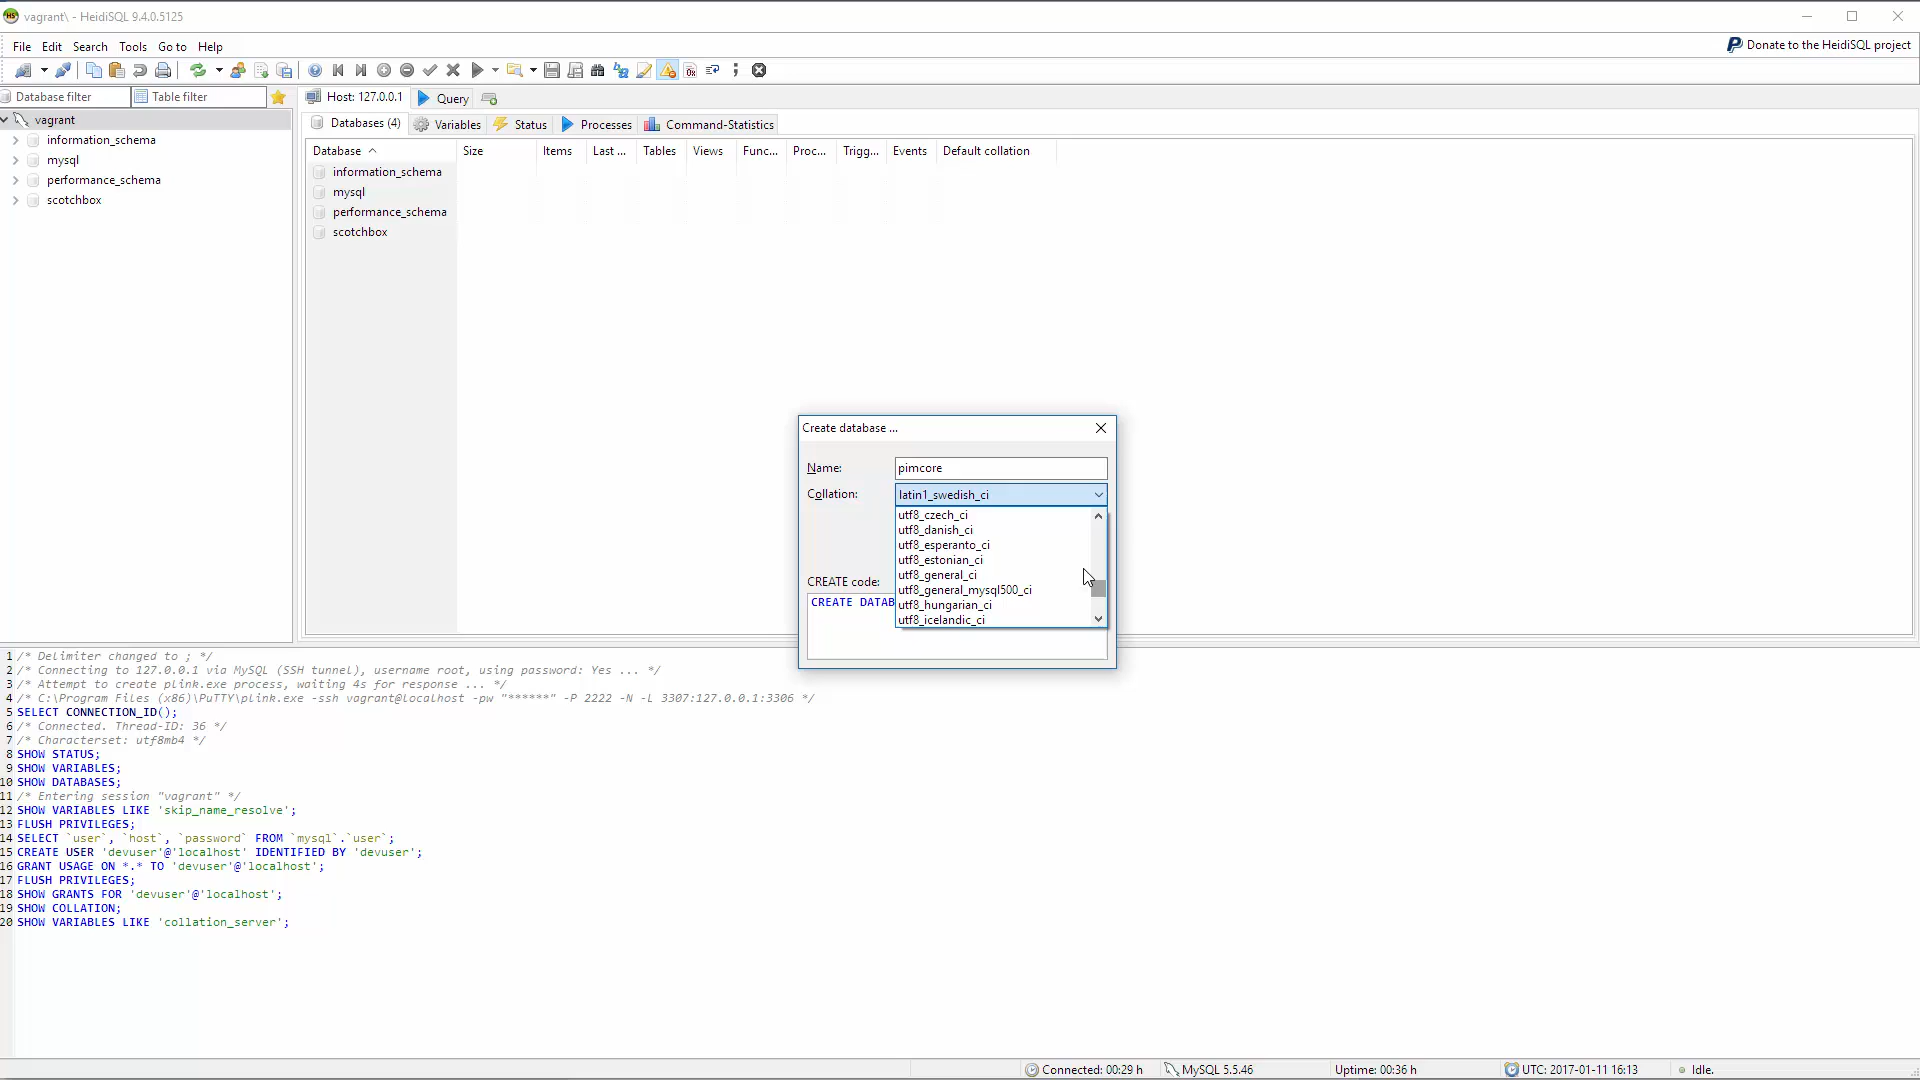 vagrant\ - HeidiSQL 9.4.0.5125
File Edit Search Tools Go to Help
Donate to the HeidiSQL project
Database filter Table filter
Host: 127.0.0.1 Query
vagrant
information_schema
mysql
performance_schema
scotchbox
Databases (4) Variables Status Processes Command-Statistics
Database Size Items Last ... Tables Views Func... Proc... Trigg... Events Default collation
information_schema
mysql
performance_schema
scotchbox
Create database ...
Name: pimcore
Collation: latin1_swedish_ci
utf8_czech_ci
utf8_danish_ci
utf8_esperanto_ci
utf8_estonian_ci
utf8_general_ci
utf8_general_mysql500_ci
utf8_hungarian_ci
utf8_icelandic_ci
CREATE code:
CREATE DATAB
1 /* Delimiter changed to ; */
2 /* Connecting to 127.0.0.1 via MySQL (SSH tunnel), username root, using password: Yes ... */
3 /* Attempt to create plink.exe process, waiting 4s for response ... */
4 /* C:\Program Files (x86)\PuTTY\plink.exe -ssh vagrant@localhost -pw "******" -P 2222 -N -L 3307:127.0.0.1:3306 */
5 SELECT CONNECTION_ID();
6 /* Connected. Thread-ID: 36 */
7 /* Characterset: utf8mb4 */
8 SHOW STATUS;
9 SHOW VARIABLES;
10 SHOW DATABASES;
11 /* Entering session "vagrant" */
12 SHOW VARIABLES LIKE 'skip_name_resolve';
13 FLUSH PRIVILEGES;
14 SELECT `user`, `host`, `password` FROM `mysql`.`user`;
15 CREATE USER 'devuser'@'localhost' IDENTIFIED BY 'devuser';
16 GRANT USAGE ON *.* TO 'devuser'@'localhost';
17 FLUSH PRIVILEGES;
18 SHOW GRANTS FOR 'devuser'@'localhost';
19 SHOW COLLATION;
20 SHOW VARIABLES LIKE 'collation_server';
Connected: 00:29 h MySQL 5.5.46 Uptime: 00:36 h UTC: 2017-01-11 16:13 Idle.